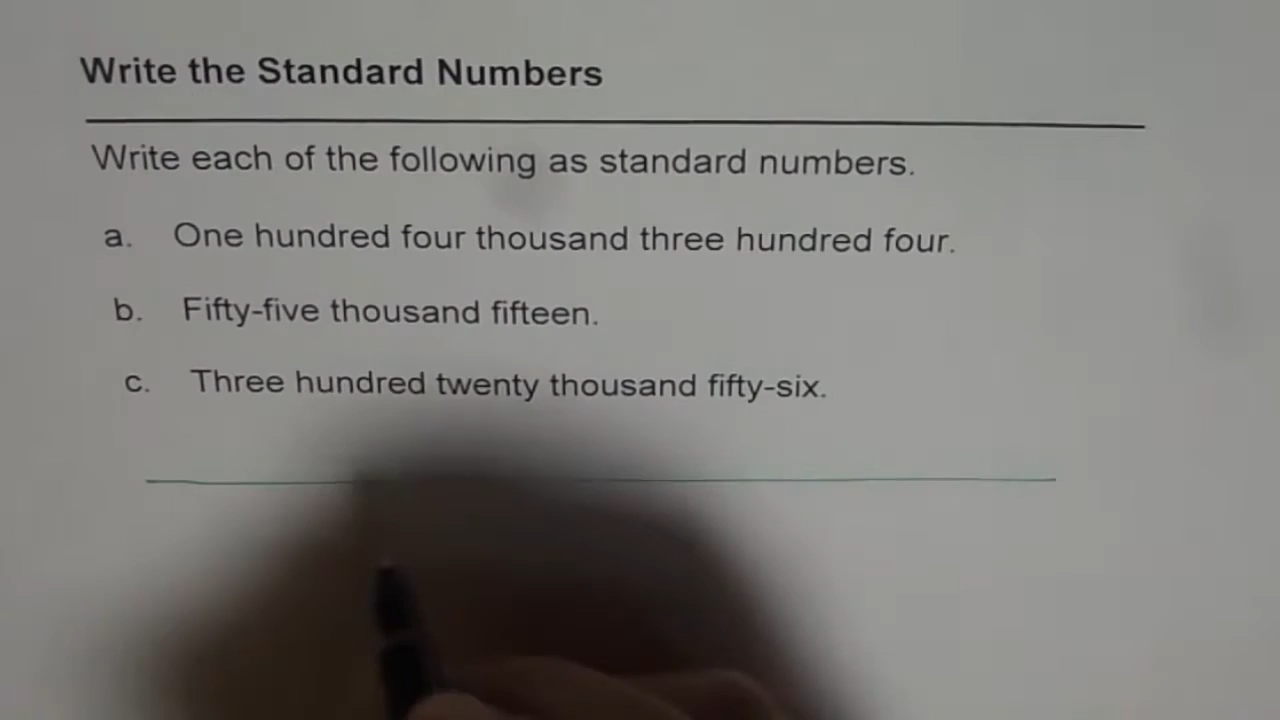 Write the Standard Numbers
Write each of the following as standard numbers.
a. One hundred four thousand three hundred four.
b. Fifty-five thousand fifteen.
c. Three hundred twenty thousand fifty-six.